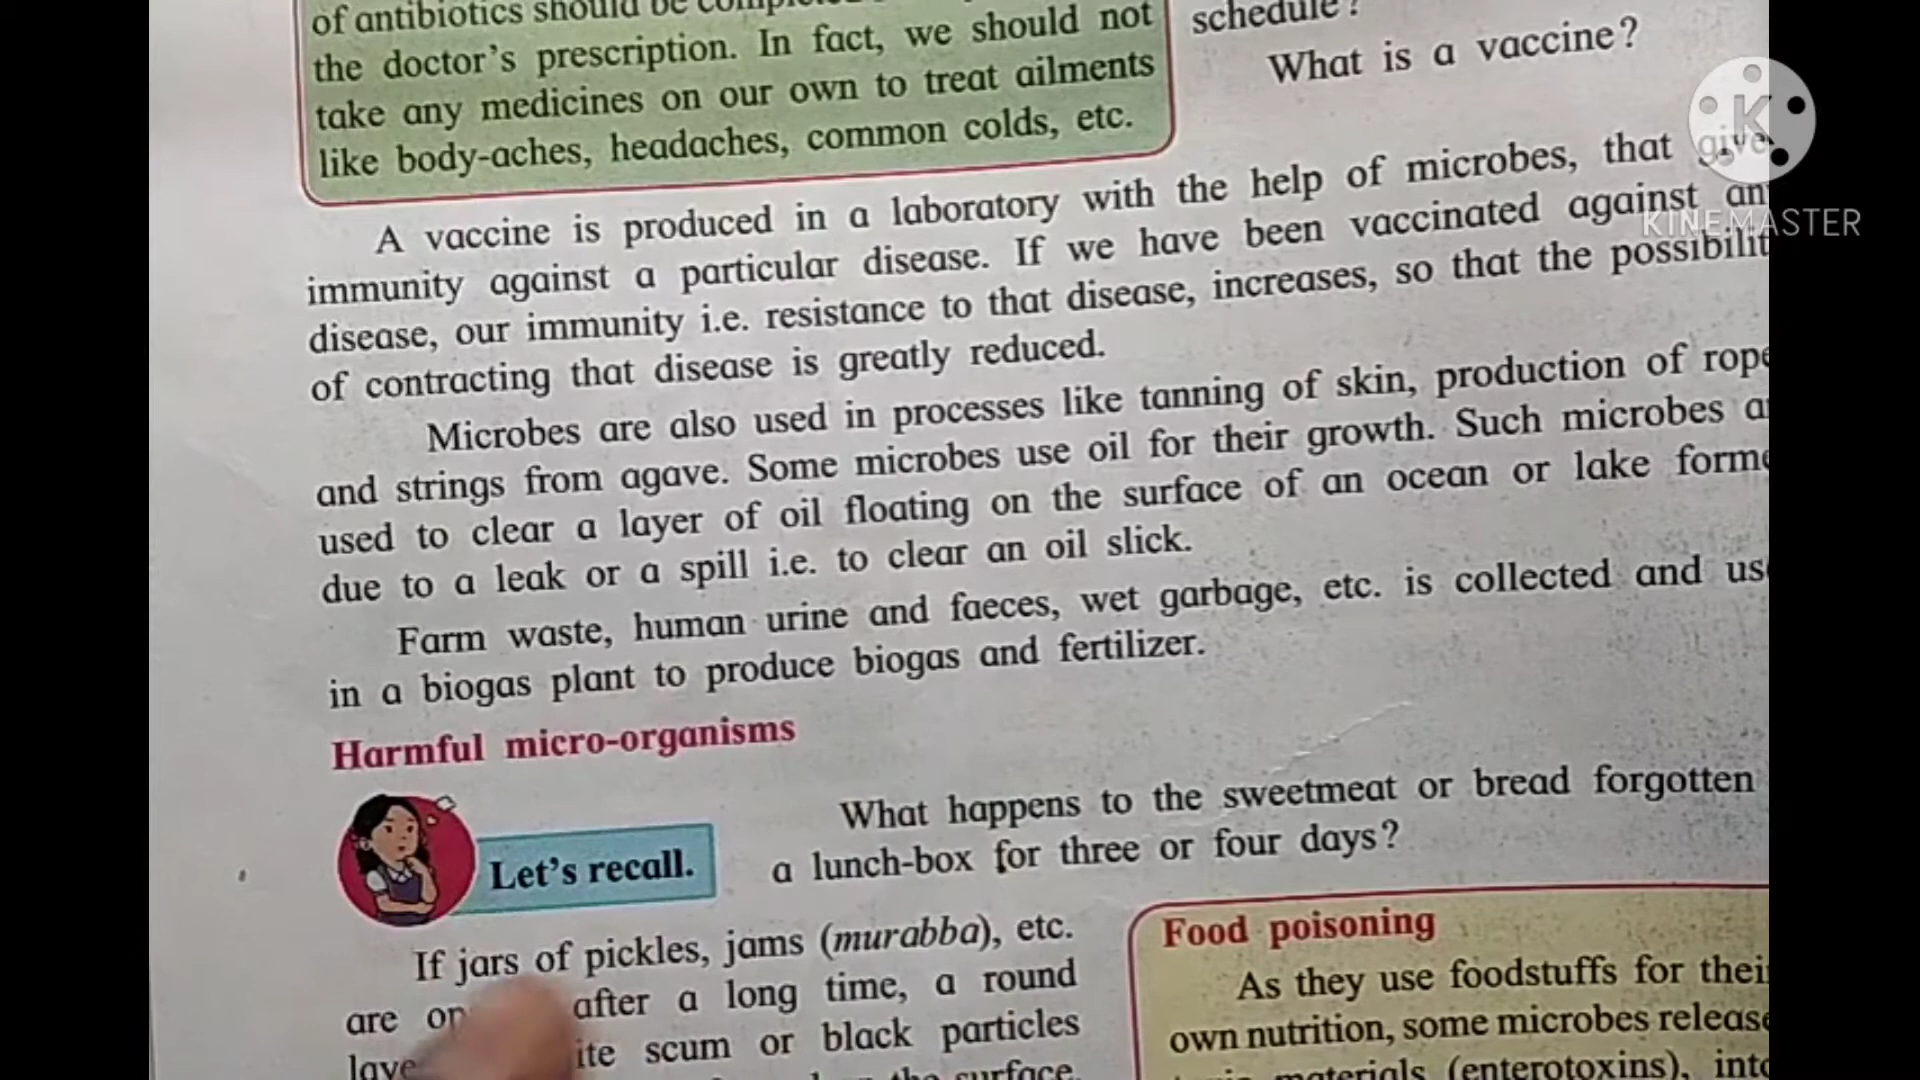 of antibiotics should be
the doctor's prescription. In fact, we should not
take any medicines on our own to treat ailments
like body-aches, headaches, common colds, etc.
schedule?
What is a vaccine?
KINEMASTER
A vaccine is produced in a laboratory with the help of microbes, that give
immunity against a particular disease. If we have been vaccinated against
disease, our immunity i.e. resistance to that disease, increases, so that the
of contracting that disease is greatly reduced.
Microbes are also used in processes like tanning of skin, production of
and strings from agave. Some microbes use oil for their growth. Such microbes
used to clear a layer of oil floating on the surface of an ocean or lake
due to a leak or a spill i.e. to clear an oil slick.
Farm waste, human urine and faeces, wet garbage, etc. is collected and
in a biogas plant to produce biogas and fertilizer.
Harmful micro-organisms
Let's recall.
What happens to the sweetmeat or bread forgotten
a lunch-box for three or four days?
If jars of pickles, jams (murabba), etc.
are after a long time, a round
scum or black particles
the surface.
Food poisoning
As they use foodstuffs for
own nutrition, some microbes
materials (enterotoxins),